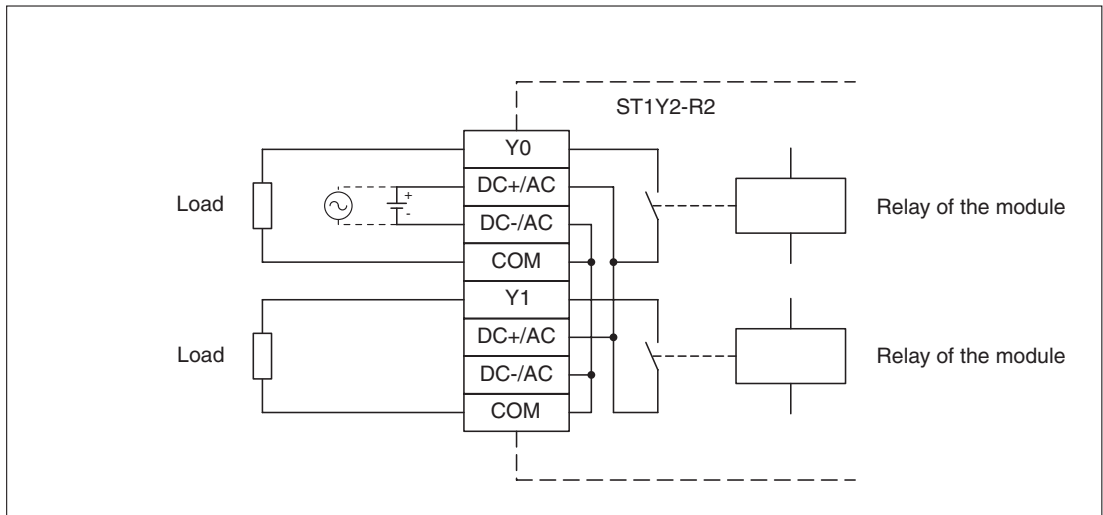 ST1Y2-R2
Y0
DC+/AC
+
-
DC-/AC
COM
Load
Relay of the module
Y1
DC+/AC
DC-/AC
COM
Load
Relay of the module